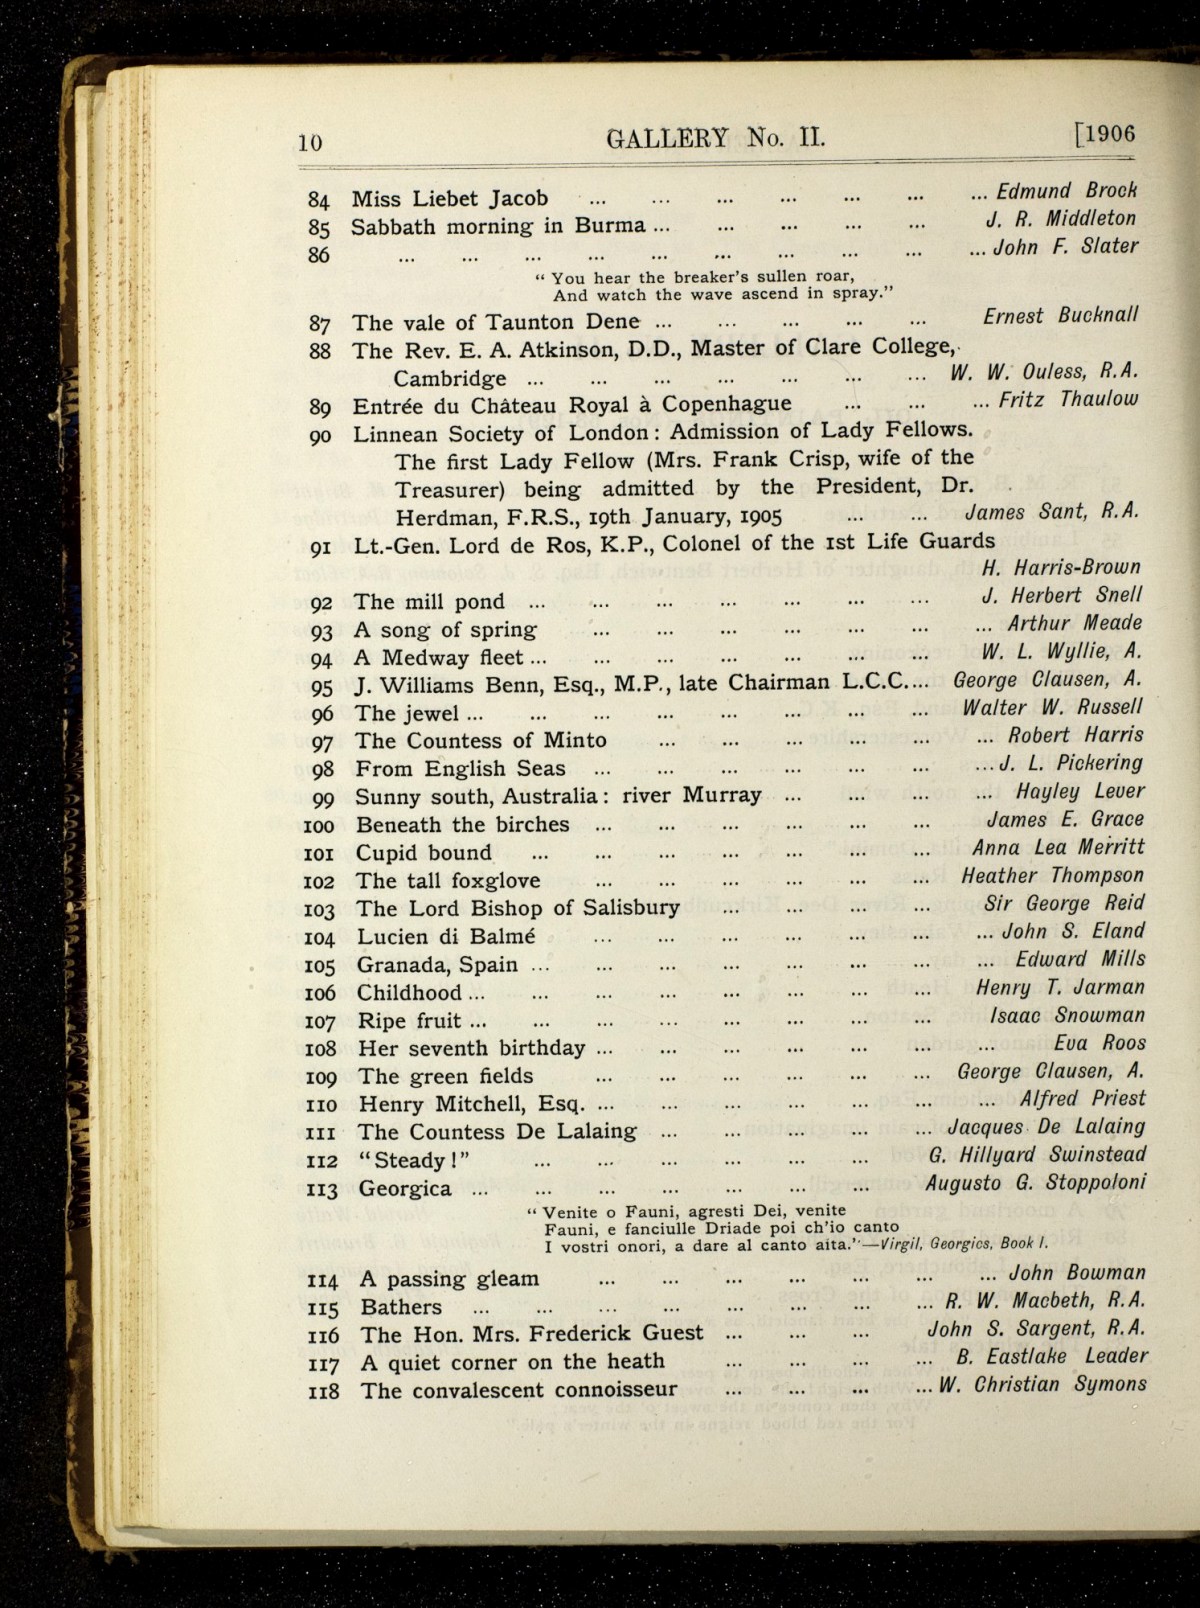 10 GALLERY No. II. [1906
84 Miss Liebet Jacob ... ... ... ... ... ... ... Edmund Brock
85 Sabbath morning in Burma ... ... ... ... ... J. R. Middleton
86 ... ... ... ... ... ... ... ... ... ... John F. Slater
“ You hear the breaker's sullen roar,
And watch the wave ascend in spray.”
87 The vale of Taunton Dene ... ... ... ... ... Ernest Bucknall
88 The Rev. E. A. Atkinson, D.D., Master of Clare College,
Cambridge ... ... ... ... ... ... ... W. W. Ouless, R.A.
89 Entrée du Château Royal à Copenhague ... ... ... Fritz Thaulow
90 Linnean Society of London: Admission of Lady Fellows.
The first Lady Fellow (Mrs. Frank Crisp, wife of the
Treasurer) being admitted by the President, Dr.
Herdman, F.R.S., 19th January, 1905 ... ... James Sant, R.A.
91 Lt.-Gen. Lord de Ros, K.P., Colonel of the 1st Life Guards
H. Harris-Brown
92 The mill pond ... ... ... ... ... ... ... J. Herbert Snell
93 A song of spring ... ... ... ... ... ... ... Arthur Meade
94 A Medway fleet ... ... ... ... ... ... ... W. L. Wyllie, A.
95 J. Williams Benn, Esq., M.P., late Chairman L.C.C.... George Clausen, A.
96 The jewel ... ... ... ... ... ... ... ... Walter W. Russell
97 The Countess of Minto ... ... ... ... ... ... Robert Harris
98 From English Seas ... ... ... ... ... ... ... J. L. Pickering
99 Sunny south, Australia: river Murray ... ... ... ... Hayley Lever
100 Beneath the birches ... ... ... ... ... ... James E. Grace
101 Cupid bound ... ... ... ... ... ... ... Anna Lea Merritt
102 The tall foxglove ... ... ... ... ... ... Heather Thompson
103 The Lord Bishop of Salisbury ... ... ... ... Sir George Reid
104 Lucien di Balmé ... ... ... ... ... ... ... John S. Eland
105 Granada, Spain ... ... ... ... ... ... ... ... Edward Mills
106 Childhood ... ... ... ... ... ... ... ... Henry T. Jarman
107 Ripe fruit ... ... ... ... ... ... ... ... Isaac Snowman
108 Her seventh birthday ... ... ... ... ... ... ... Eva Roos
109 The green fields ... ... ... ... ... ... George Clausen, A.
110 Henry Mitchell, Esq. ... ... ... ... ... ... ... Alfred Priest
111 The Countess De Lalaing ... ... ... ... ... Jacques De Lalaing
112 “Steady!” ... ... ... ... ... ... G. Hillyard Swinstead
113 Georgica ... ... ... ... ... ... ... Augusto G. Stoppoloni
“ Venite o Fauni, agresti Dei, venite
Fauni, e fanciulle Driade poi ch'io canto
I vostri onori, a dare al canto aita.”—Virgil, Georgics, Book I.
114 A passing gleam ... ... ... ... ... ... ... John Bowman
115 Bathers ... ... ... ... ... ... ... ... R. W. Macbeth, R.A.
116 The Hon. Mrs. Frederick Guest ... ... ... John S. Sargent, R.A.
117 A quiet corner on the heath ... ... ... ... B. Eastlake Leader
118 The convalescent connoisseur ... ... ... ... W. Christian Symons